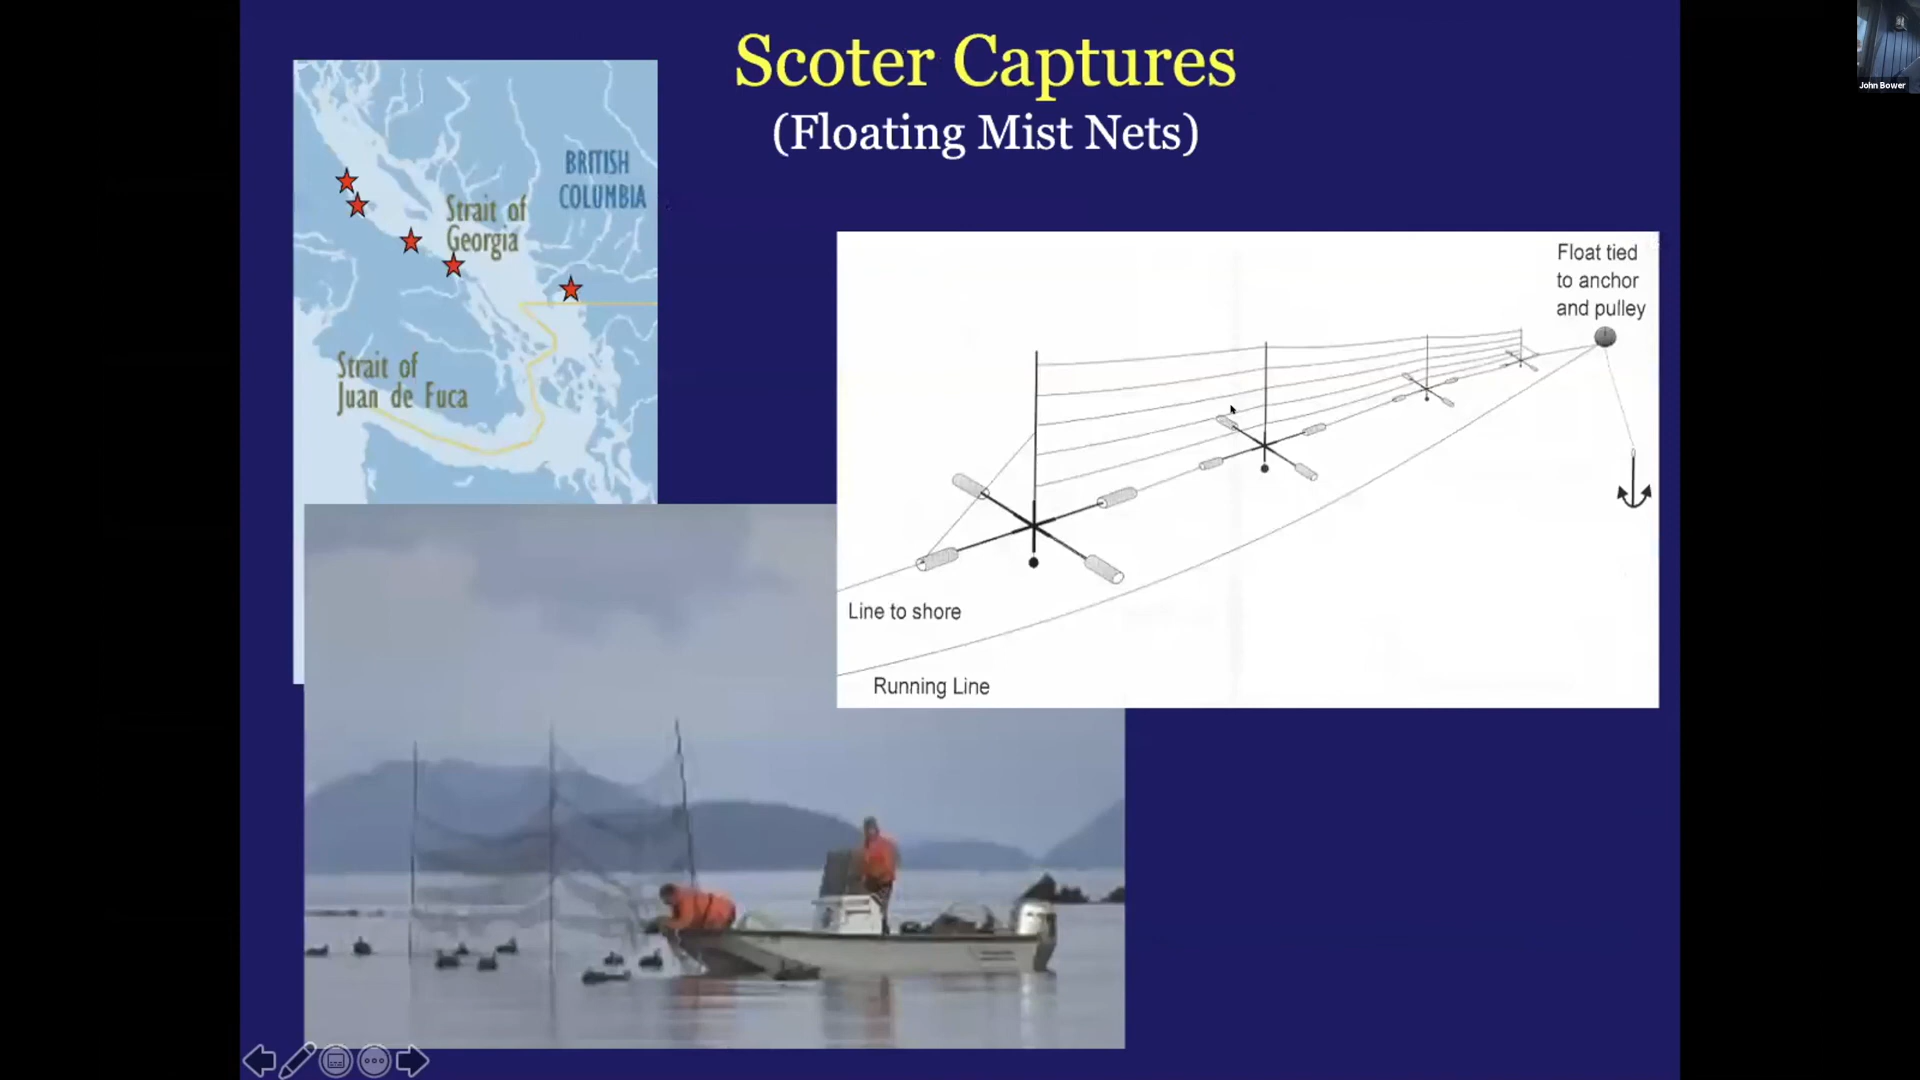 Scoter Captures
(Floating Mist Nets)
John Bower
BRITISH
COLUMBIA
Strait of
Georgia
Strait of
Juan de Fuca
Float tied
to anchor
and pulley
Line to shore
Running Line